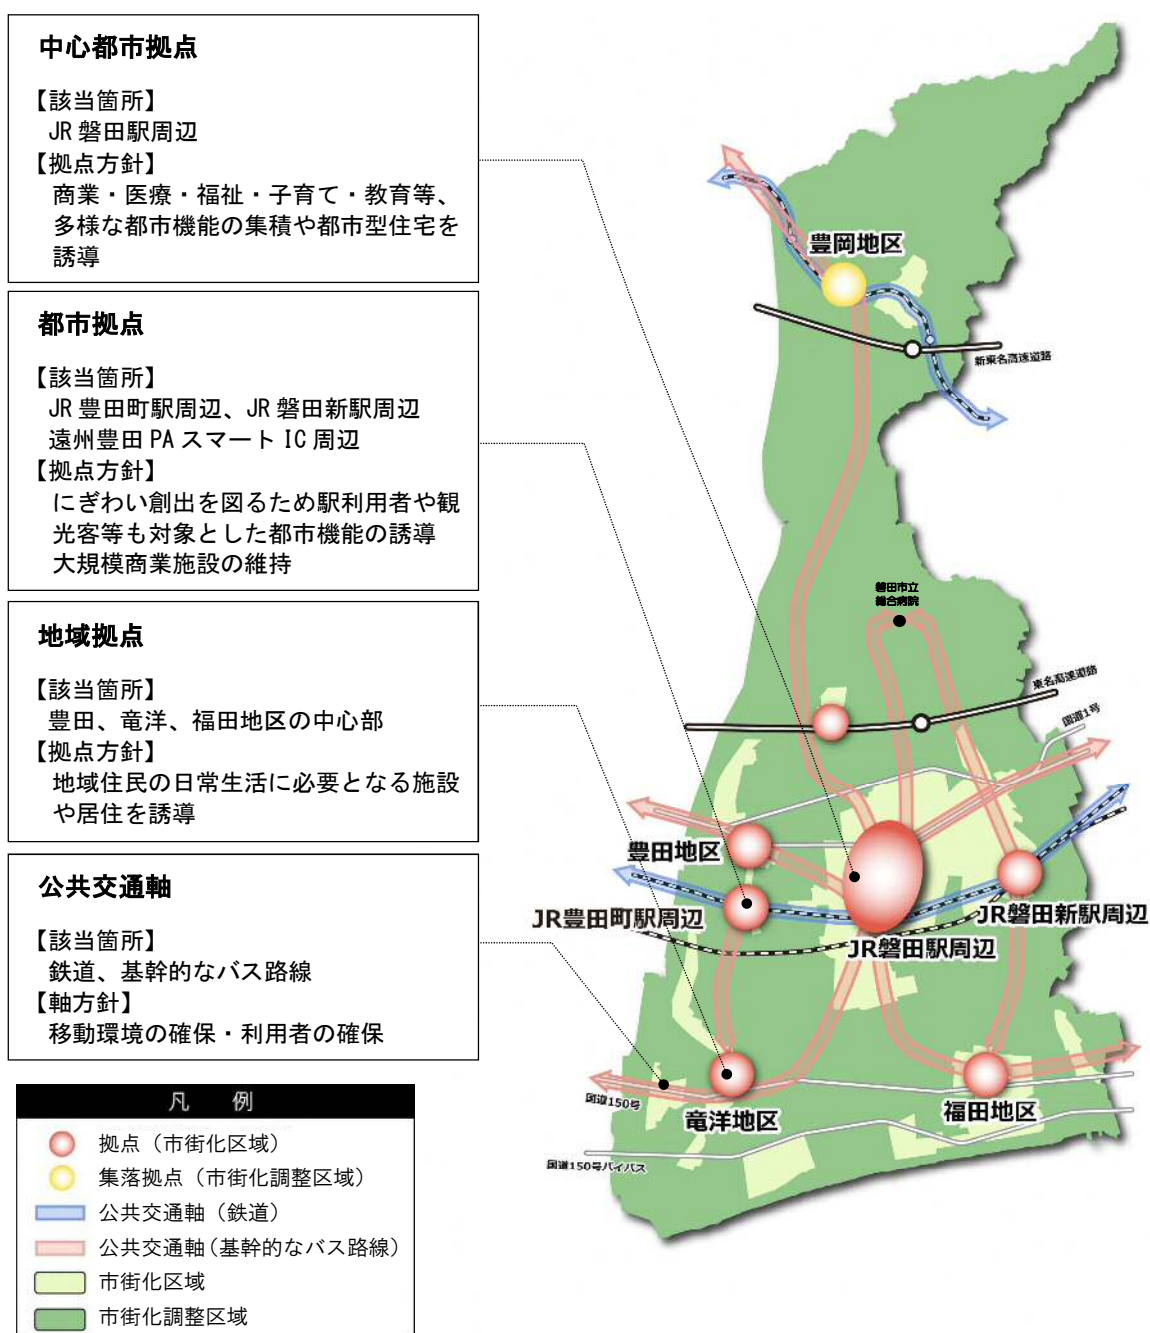 中心都市拠点
【該当箇所】
JR磐田駅周辺
【拠点方針】
商業・医療・福祉・子育て・教育等、
多様な都市機能の集積や都市型住宅を
誘導
都市拠点
【該当箇所】
JR豊田町駅周辺、JR磐田新駅周辺
遠州豊田PAスマートIC周辺
【拠点方針】
にぎわい創出を図るため駅利用者や観
光客等も対象とした都市機能の誘導
大規模商業施設の維持
地域拠点
【該当箇所】
豊田、竜洋、福田地区の中心部
【拠点方針】
地域住民の日常生活に必要となる施設
や居住を誘導
公共交通軸
【該当箇所】
鉄道、基幹的なバス路線
【軸方針】
移動環境の確保・利用者の確保
凡 例
拠点（市街化区域）
集落拠点（市街化調整区域）
公共交通軸（鉄道）
公共交通軸（基幹的なバス路線）
市街化区域
市街化調整区域
豊岡地区
新東名高速道路
磐田市立
総合病院
東名高速道路
国道1号
豊田地区
JR豊田町駅周辺
JR磐田新駅周辺
JR磐田駅周辺
国道150号
竜洋地区
福田地区
国道150号バイパス